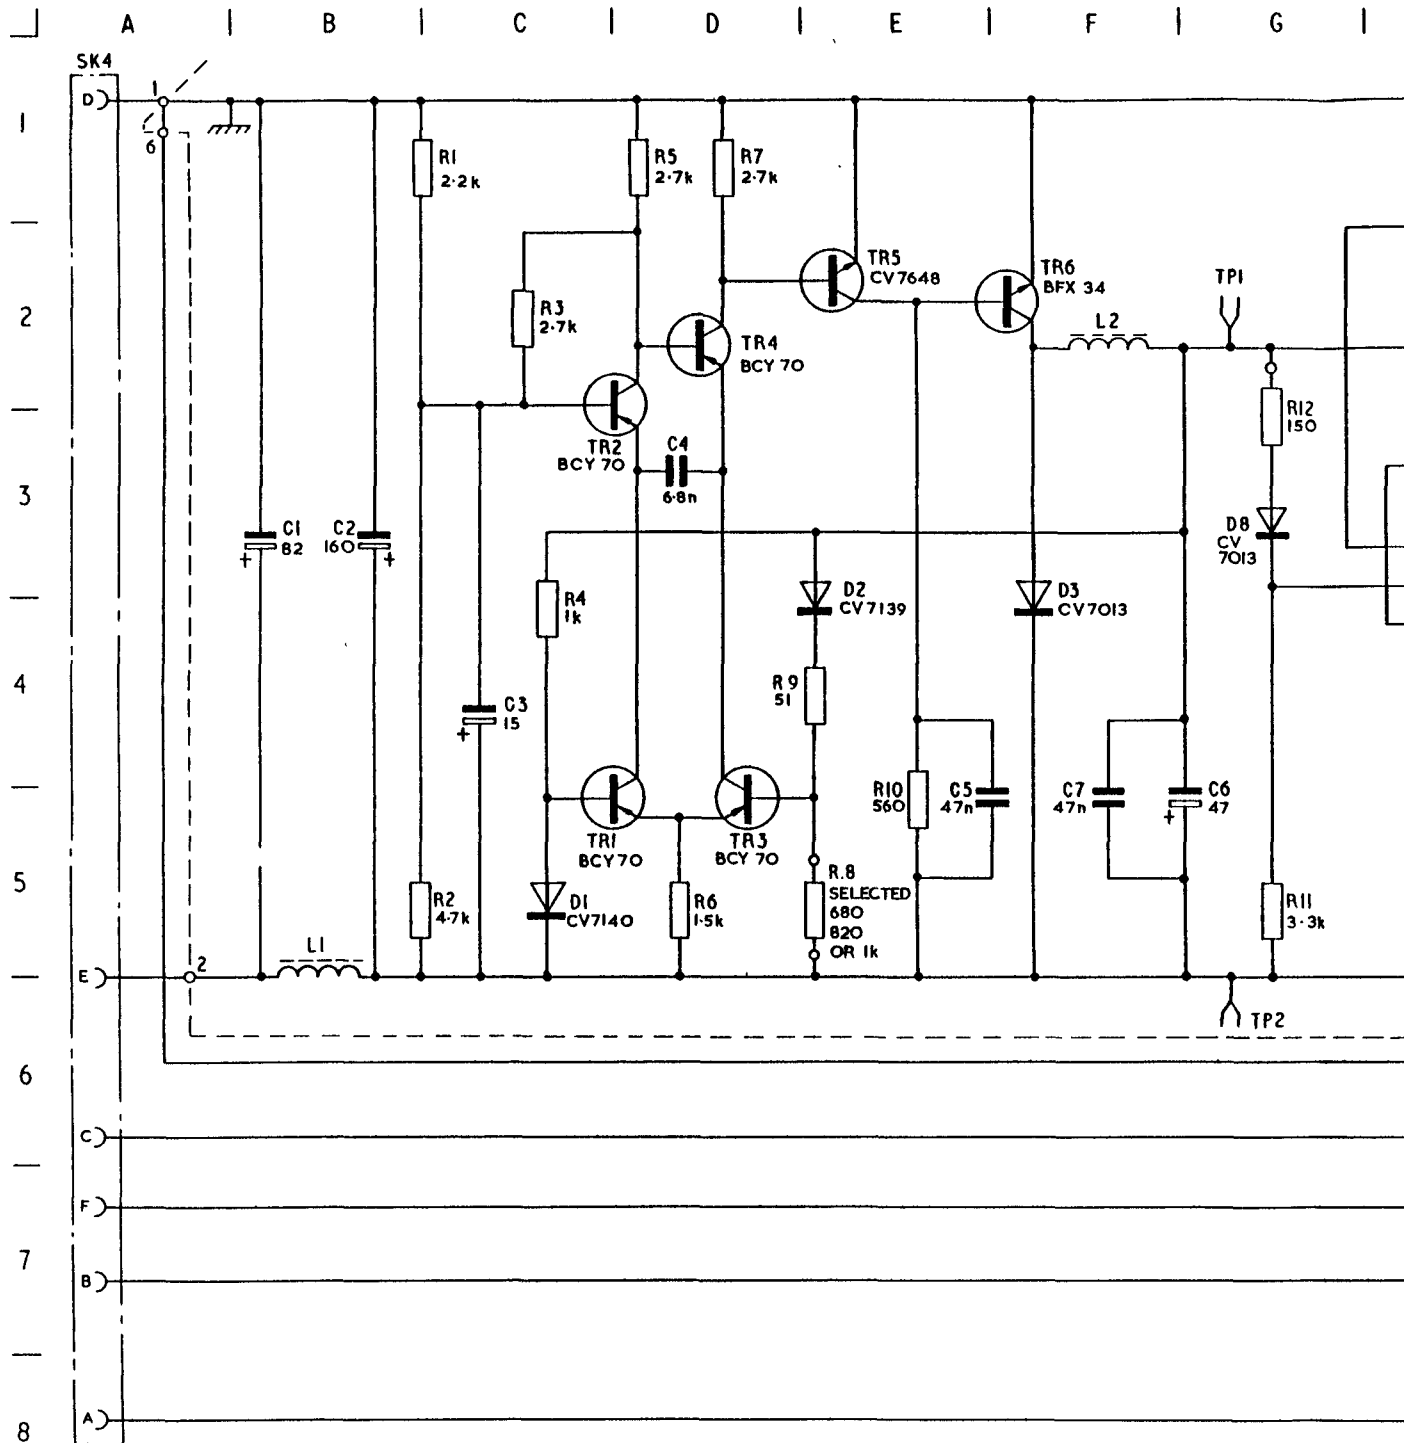 A B C D E F G
SK4
D
1
6
1
R1
2·2k
R5
2·7k
R7
2·7k
2
R3
2·7k
TR5
CV7648
TR6
BFX 34
TP1
L2
TR4
BCY 70
R12
150
TR2
BCY 70
C4
6·8n
3
C1
82
+
C2
160
+
D8
CV
7013
R4
1k
D2
CV7139
D3
CV7013
4
C3
15
+
R9
51
R10
560
C5
47n
C7
47n
C6
47
+
TR1
BCY70
TR3
BCY 70
5
R2
4.7k
D1
CV7140
R6
1.5k
R.8
SELECTED
680
820
OR 1k
R11
3·3k
L1
E
2
TP2
6
C
F
7
B
A
8